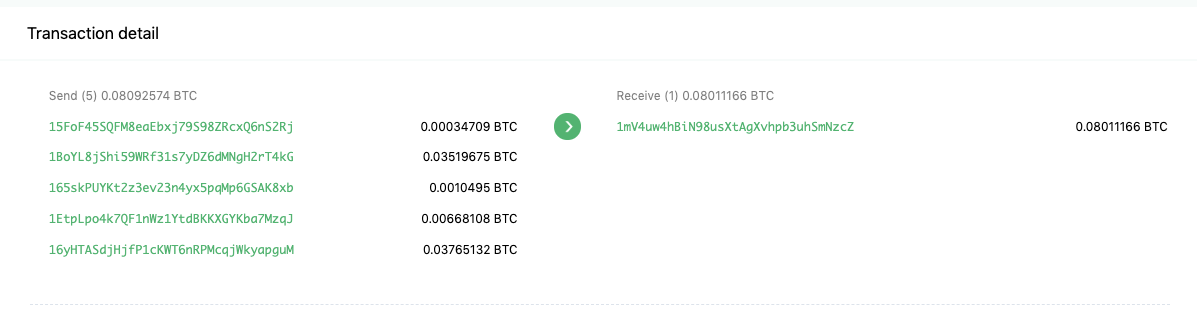 Transaction detail
Send (5) 0.08092574 BTC
15FoF45SQFM8eaEbxj79S98ZRcxQ6nS2Rj 0.00034709 BTC
1BoYL8jShi59WRf31s7yDZ6dMNgH2rT4kG 0.03519675 BTC
165skPUYKtZz3ev23n4yx5pqMp6GSAK8xb 0.0010495 BTC
1EtpLpo4k7QF1nWz1YtdBKKXGYKba7MzqJ 0.00668108 BTC
16yHTASdjHjfP1cKWT6nRPMcqjWkyapguM 0.03765132 BTC
Receive (1) 0.08011166 BTC
1mV4uw4hBiN98usXtAgXvhpb3uhSmNzcZ 0.08011166 BTC